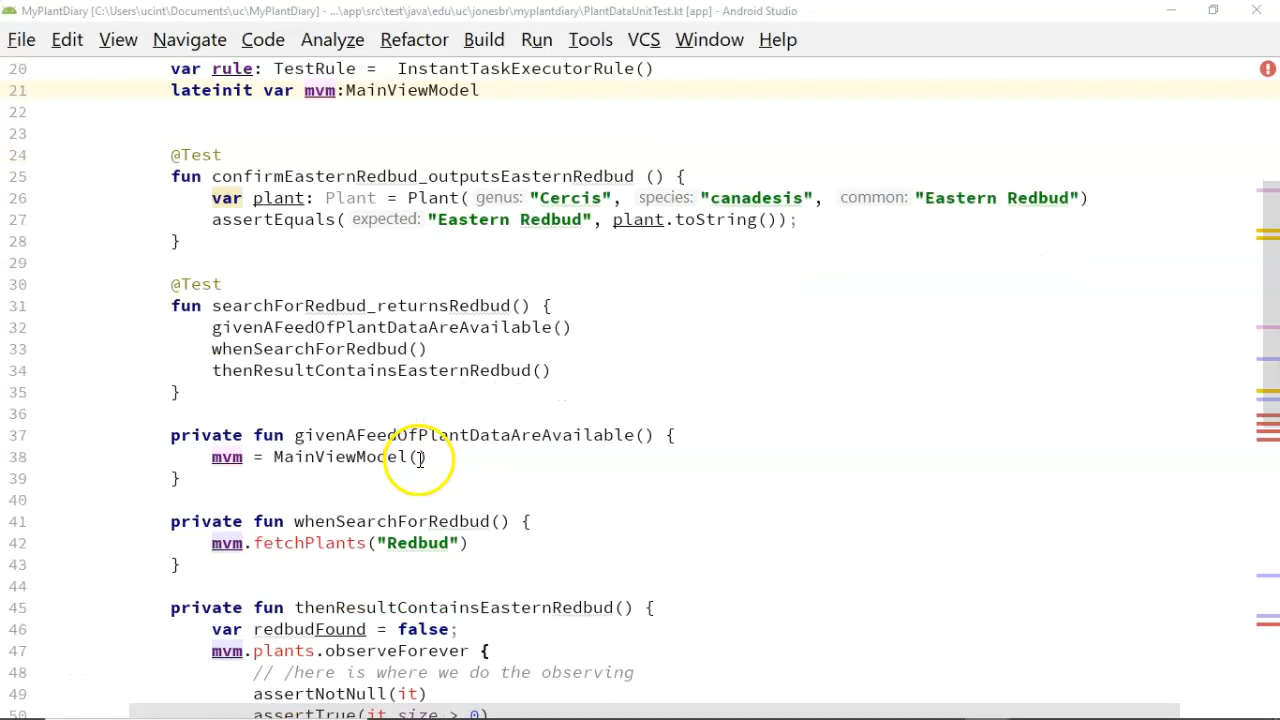 MyPlantDiary [C:\Users\ucint\Documents\uc\MyPlantDiary] - ...\app\src\test\java\edu\uc\jonesbr\myplantdiary\PlantDataUnitTest.kt [app] - Android Studio
File Edit View Navigate Code Analyze Refactor Build Run Tools VCS Window Help
20 var rule: TestRule = InstantTaskExecutorRule()
21 lateinit var mvm:MainViewModel
22
23
24 @Test
25 fun confirmEasternRedbud_outputsEasternRedbud () {
26 var plant: Plant = Plant( genus: "Cercis", species: "canadesis", common: "Eastern Redbud")
27 assertEquals( expected: "Eastern Redbud", plant.toString());
28 }
29
30 @Test
31 fun searchForRedbud_returnsRedbud() {
32 givenAFeedOfPlantDataAreAvailable()
33 whenSearchForRedbud()
34 thenResultContainsEasternRedbud()
35 }
36
37 private fun givenAFeedOfPlantDataAreAvailable() {
38 mvm = MainViewModel()
39 }
40
41 private fun whenSearchForRedbud() {
42 mvm.fetchPlants("Redbud")
43 }
44
45 private fun thenResultContainsEasternRedbud() {
46 var redbudFound = false;
47 mvm.plants.observeForever {
48 // /here is where we do the observing
49 assertNotNull(it)
50 assertTrue(it.size > 0)